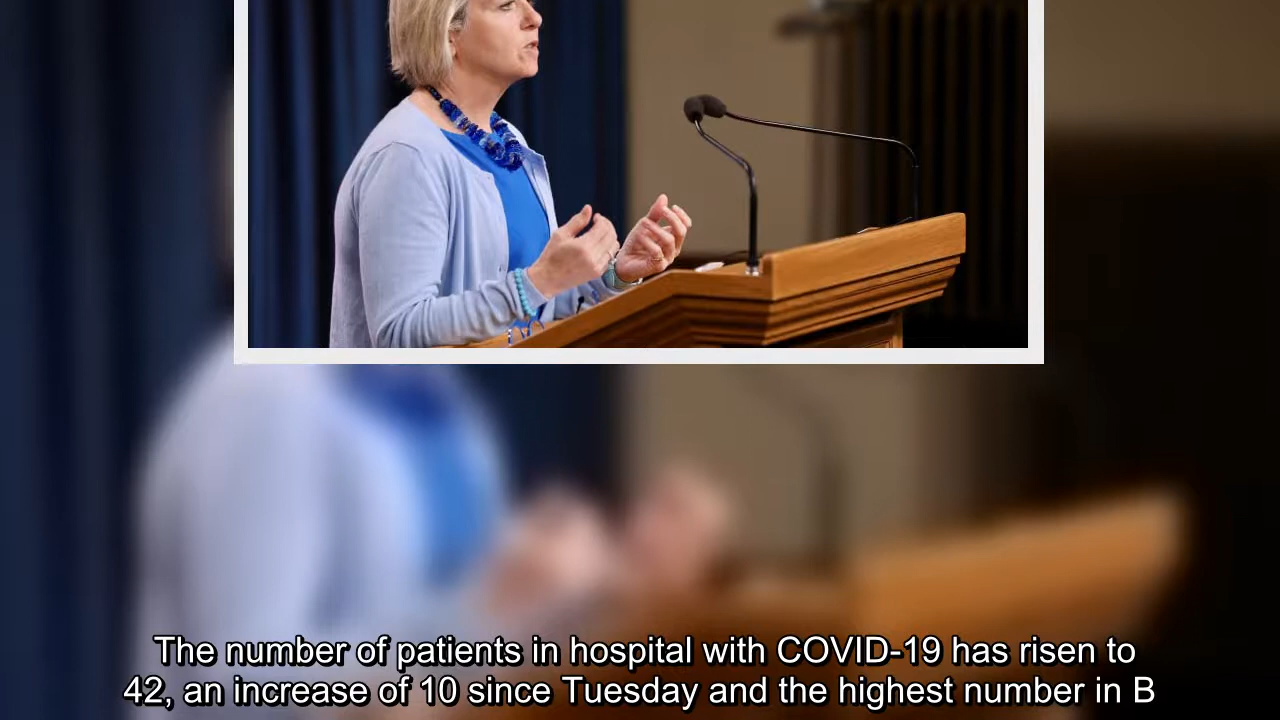 The number of patients in hospital with COVID-19 has risen to
42, an increase of 10 since Tuesday and the highest number in B